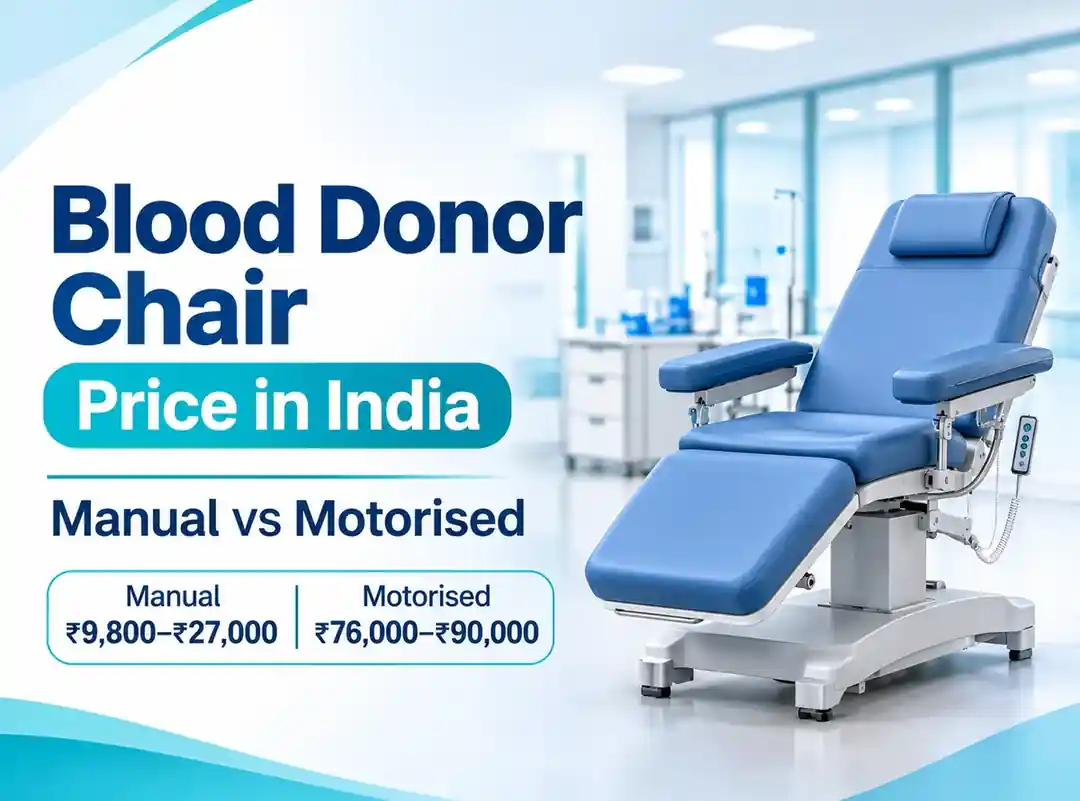 Blood Donor
Chair
Price in India
Manual vs Motorised
Manual
₹9,800–₹27,000
Motorised
₹76,000–₹90,000